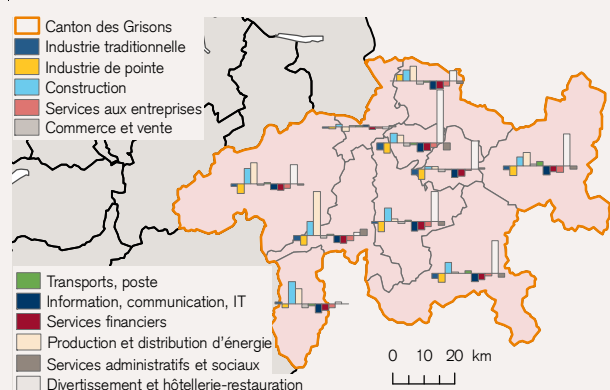 Canton des Grisons
Industrie traditionnelle
Industrie de pointe
Construction
Services aux entreprises
Commerce et vente
Transports, poste
Information, communication, IT
Services financiers
Production et distribution d'énergie
Services administratifs et sociaux
Divertissement et hôtellerie-restauration
0 10 20 km